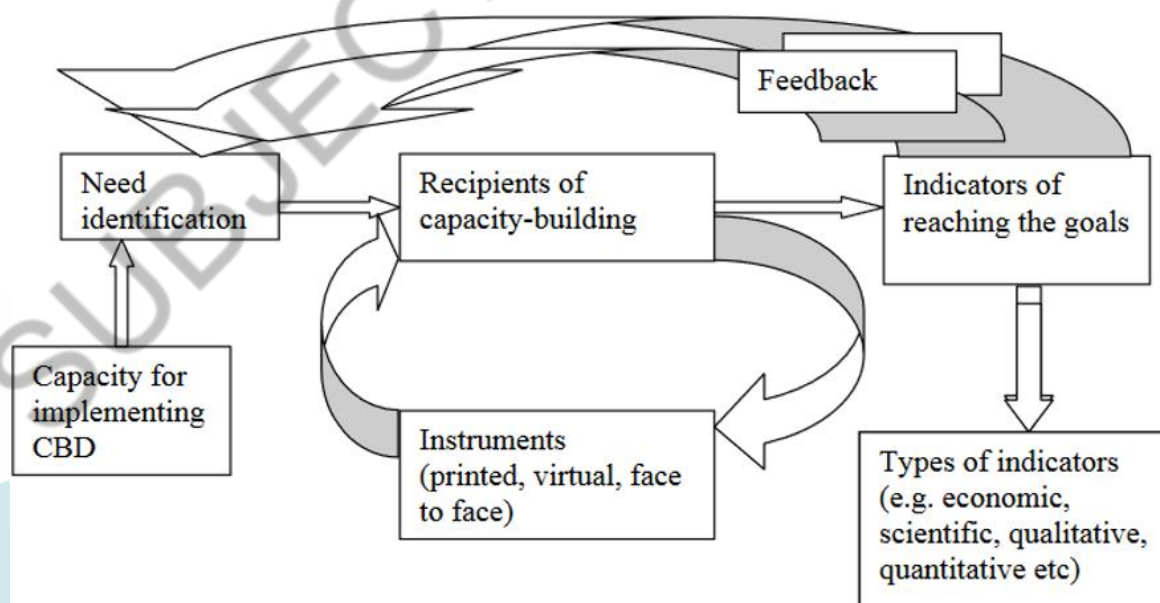 SUBJEC
Feedback
Need
identification
Recipients of
capacity-building
Indicators of
reaching the goals
Capacity for
implementing
CBD
Instruments
(printed, virtual, face
to face)
Types of indicators
(e.g. economic,
scientific, qualitative,
quantitative etc)